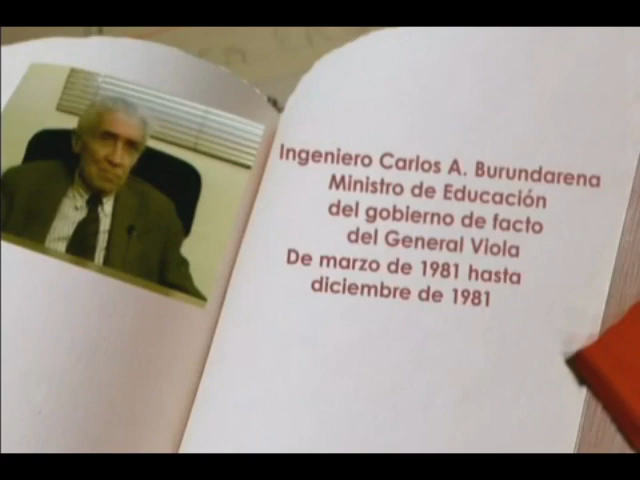 Ingeniero Carlos A. Burundarena
Ministro de Educación
del gobierno de facto
del General Viola
De marzo de 1981 hasta
diciembre de 1981